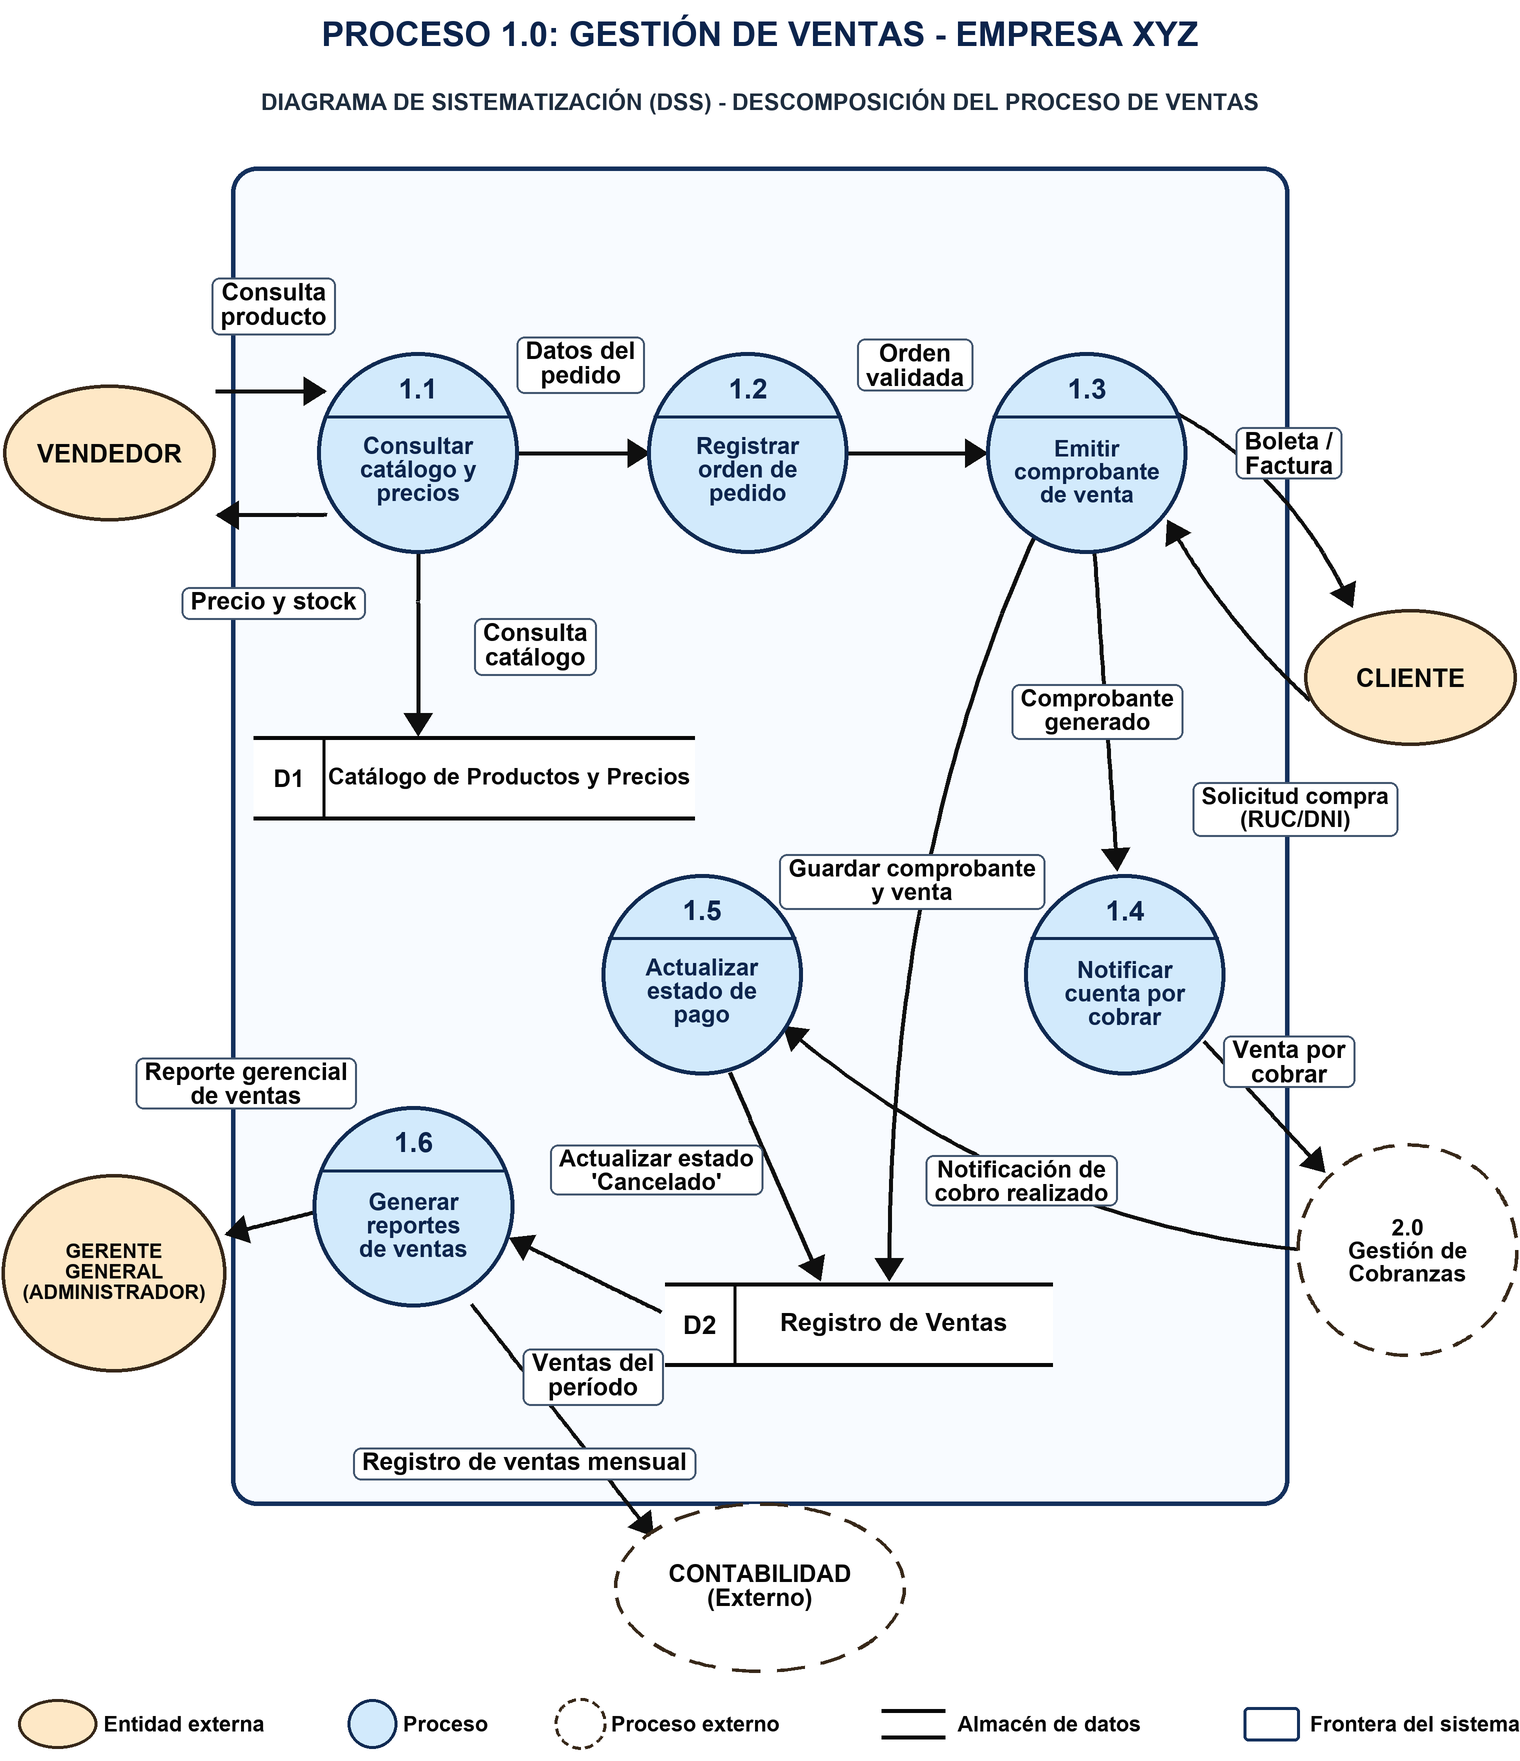 PROCESO 1.0: GESTIÓN DE VENTAS - EMPRESA XYZ
DIAGRAMA DE SISTEMATIZACIÓN (DSS) - DESCOMPOSICIÓN DEL PROCESO DE VENTAS
Consulta
producto
Datos del
pedido
Orden
validada
VENDEDOR
1.1
Consultar
catálogo y
precios
1.2
Registrar
orden de
pedido
1.3
Emitir
comprobante
de venta
Boleta /
Factura
Precio y stock
Consulta
catálogo
Comprobante
generado
CLIENTE
D1
Catálogo de Productos y Precios
Solicitud compra
(RUC/DNI)
Guardar comprobante
y venta
1.5
Actualizar
estado de
pago
1.4
Notificar
cuenta por
cobrar
Venta por
cobrar
Reporte gerencial
de ventas
1.6
Generar
reportes
de ventas
Actualizar estado
'Cancelado'
Notificación de
cobro realizado
GERENTE
GENERAL
(ADMINISTRADOR)
2.0
Gestión de
Cobranzas
D2
Registro de Ventas
Ventas del
período
Registro de ventas mensual
CONTABILIDAD
(Externo)
Entidad externa
Proceso
Proceso externo
Almacén de datos
Frontera del sistema